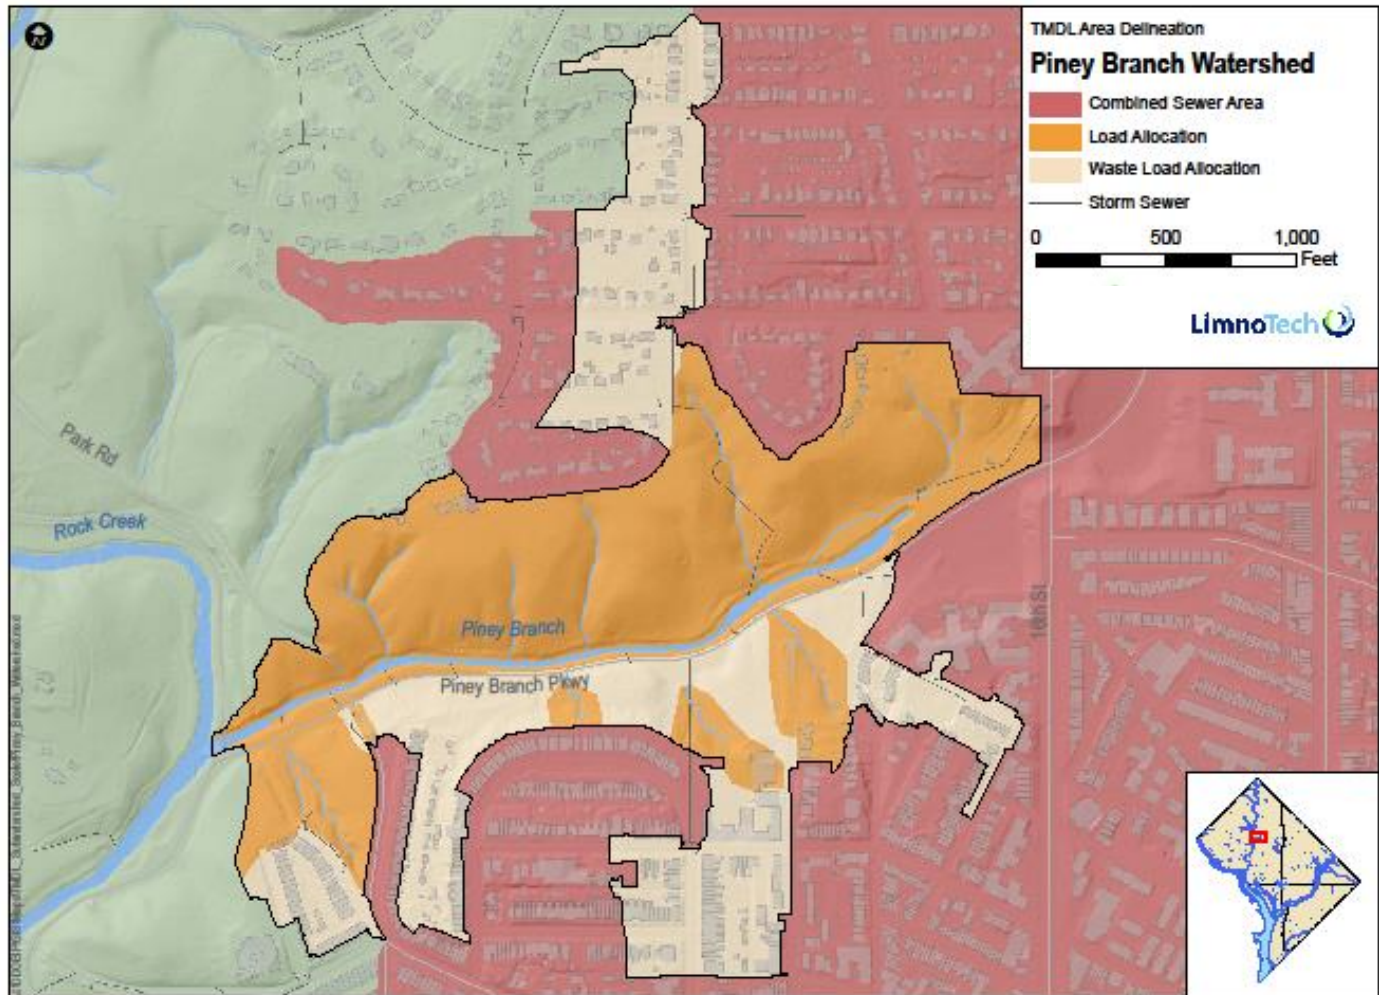 TMDL Area Delineation
Piney Branch Watershed
Combined Sewer Area
Load Allocation
Waste Load Allocation
Storm Sewer
0 500 1,000
Feet
LimnoTech
N
Park Rd
Rock Creek
Piney Branch
Piney Branch Pkwy
16th St